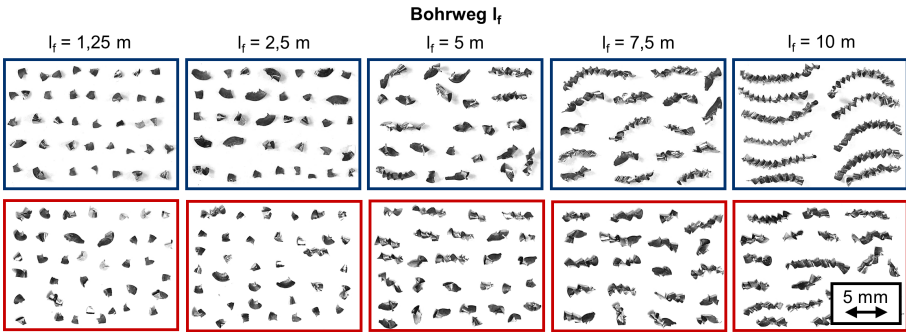 Bohrweg l_f
l_f = 1,25 m
l_f = 2,5 m
l_f = 5 m
l_f = 7,5 m
l_f = 10 m
5 mm